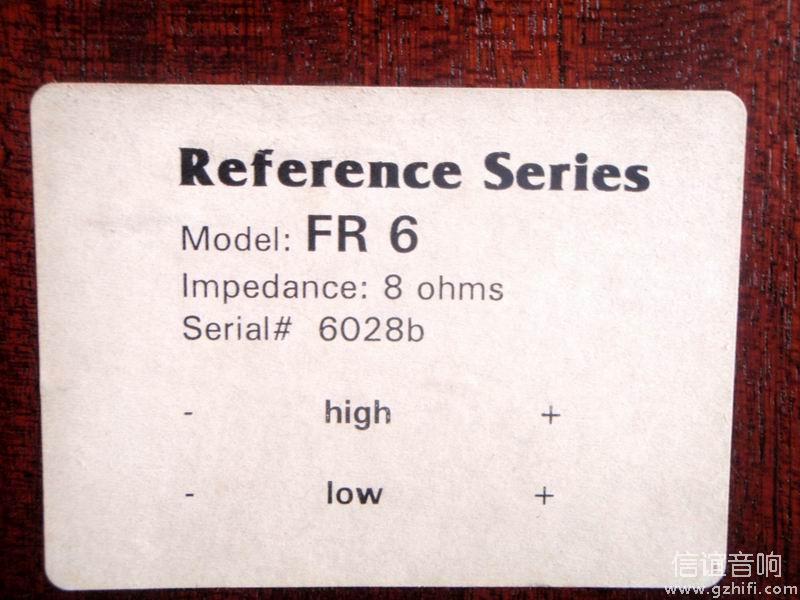 Reference Series
Model: FR 6
Impedance: 8 ohms
Serial# 6028b
- high +
- low +
信谊音响
www.gzhifi.com